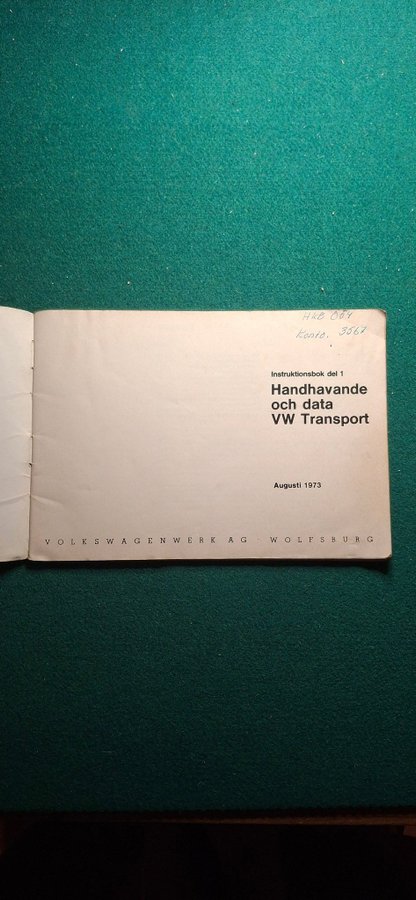 HKB 067
Konto. 3567
Instruktionsbok del 1
Handhavande
och data
VW Transport
Augusti 1973
VOLKSWAGENWERK AG · WOLFSBURG